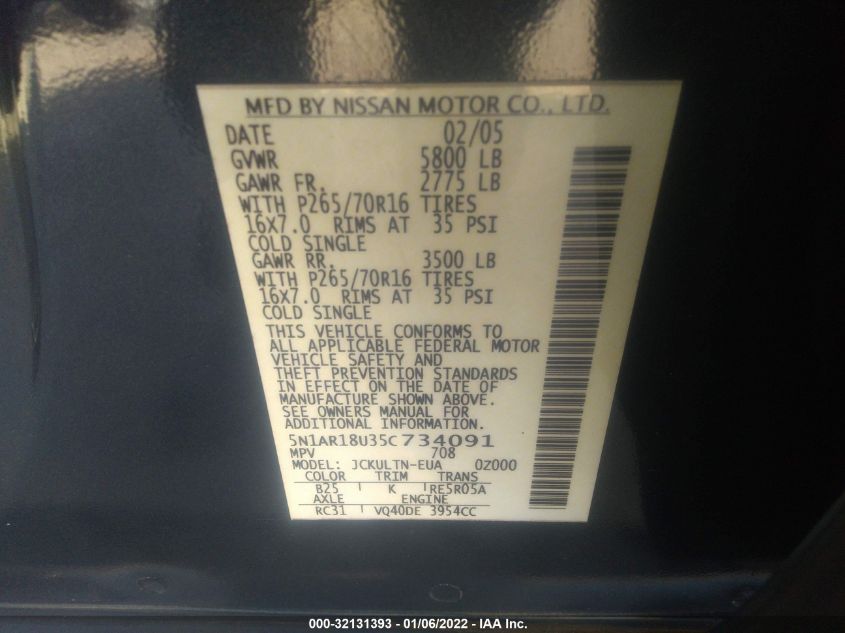 MFD BY NISSAN MOTOR CO., LTD.
DATE 02/05
GVWR 5800 LB
GAWR FR. 2775 LB
WITH P265/70R16 TIRES
16X7.0 RIMS AT 35 PSI
COLD SINGLE
GAWR RR. 3500 LB
WITH P265/70R16 TIRES
16X7.0 RIMS AT 35 PSI
COLD SINGLE
THIS VEHICLE CONFORMS TO
ALL APPLICABLE FEDERAL MOTOR
VEHICLE SAFETY AND
THEFT PREVENTION STANDARDS
IN EFFECT ON THE DATE OF
MANUFACTURE SHOWN ABOVE.
SEE OWNERS MANUAL FOR
ADDITIONAL INFORMATION.
5N1AR18U35C734091
MPV 708
MODEL: JCKULTN-EUA 0Z000
COLOR TRIM TRANS
B25 K RE5R05A
AXLE ENGINE
RC31 VQ40DE 3954CC
000-32131393 - 01/06/2022 - IAA Inc.